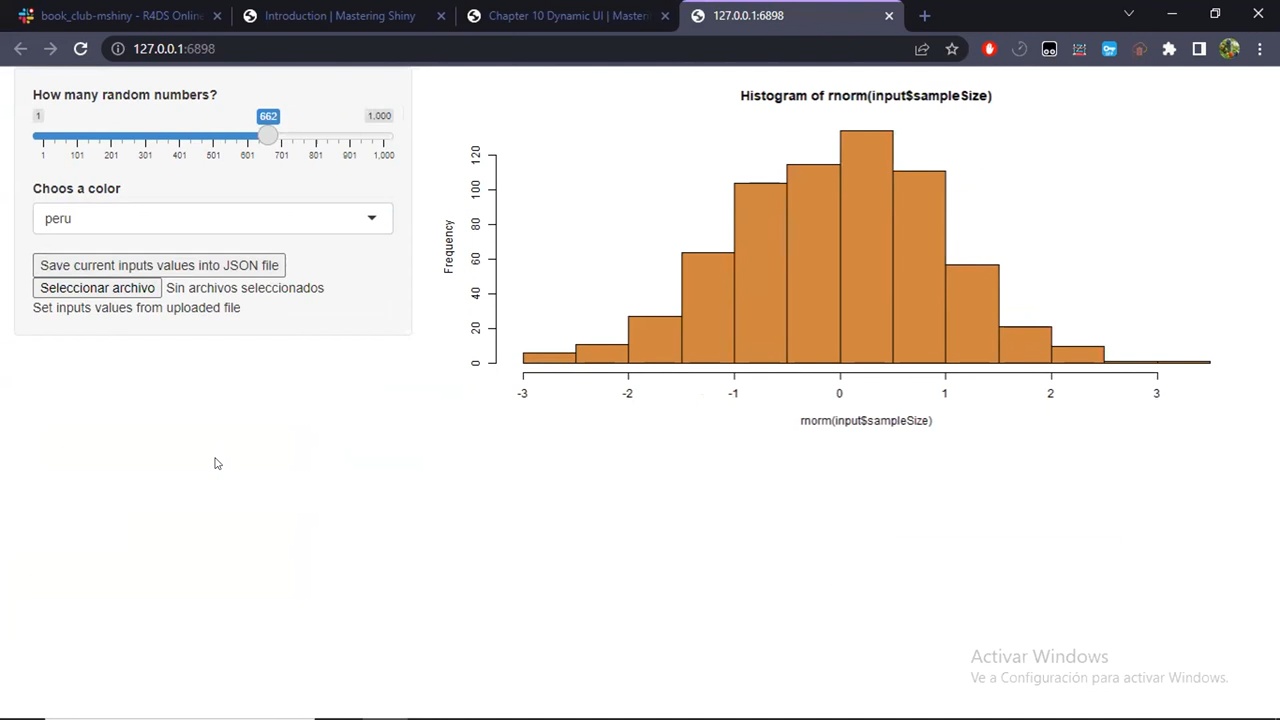 book_club-mshiny - R4DS Online
Introduction | Mastering Shiny
Chapter 10 Dynamic UI | Master
127.0.0.1:6898
127.0.0.1:6898
How many random numbers?
1 662 1.000
1 101 201 301 401 501 601 701 801 901 1,000
Choos a color
peru
Save current inputs values into JSON file
Seleccionar archivo Sin archivos seleccionados
Set inputs values from uploaded file
Histogram of rnorm(input$sampleSize)
Frequency
0 20 40 60 80 100 120
-3 -2 -1 0 1 2 3
rnorm(input$sampleSize)
Activar Windows
Ve a Configuración para activar Windows.